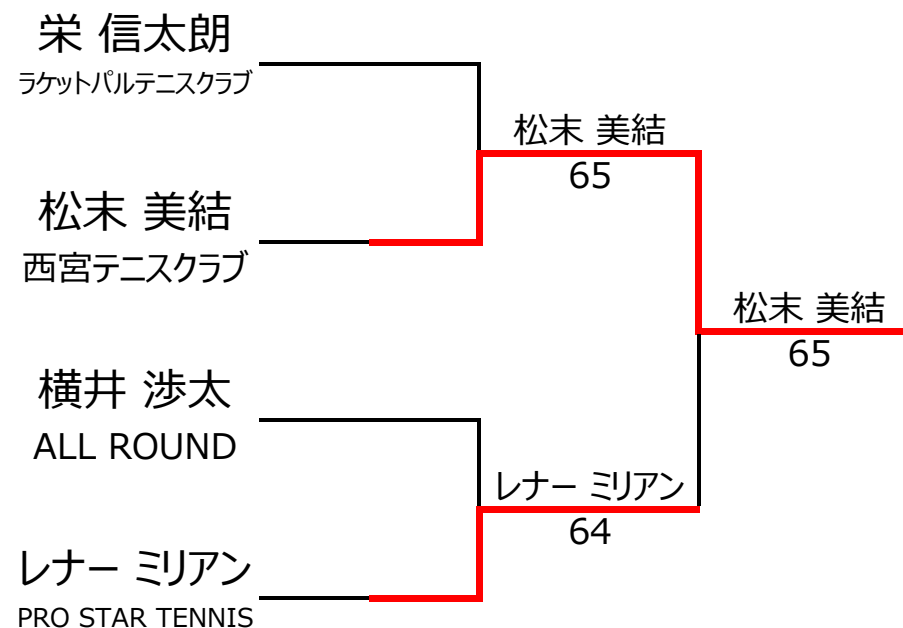 栄 信太朗
ラケットパルテニスクラブ
松末 美結
65
松末 美結
西宮テニスクラブ
松末 美結
65
横井 渉太
ALL ROUND
レナー ミリアン
64
レナー ミリアン
PRO STAR TENNIS